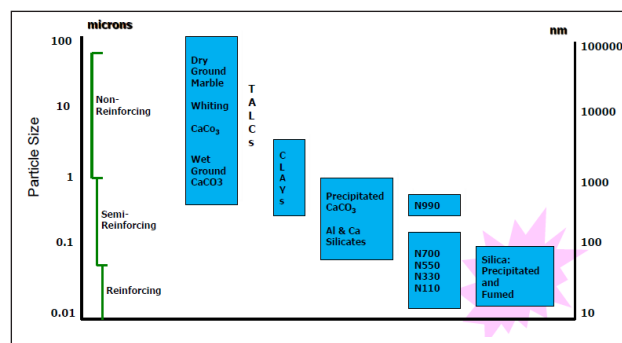 microns
nm
100
10
1
0.1
0.01
Particle Size
Non-
Reinforcing
Semi-
Reinforcing
Reinforcing
Dry
Ground
Marble
Whiting
CaCo₃
Wet
Ground
CaCO3
T
A
L
C
s
C
L
A
Y
s
Precipitated
CaCO₃
Al & Ca
Silicates
N990
N700
N550
N330
N110
Silica:
Precipitated
and
Fumed
100000
10000
1000
100
10